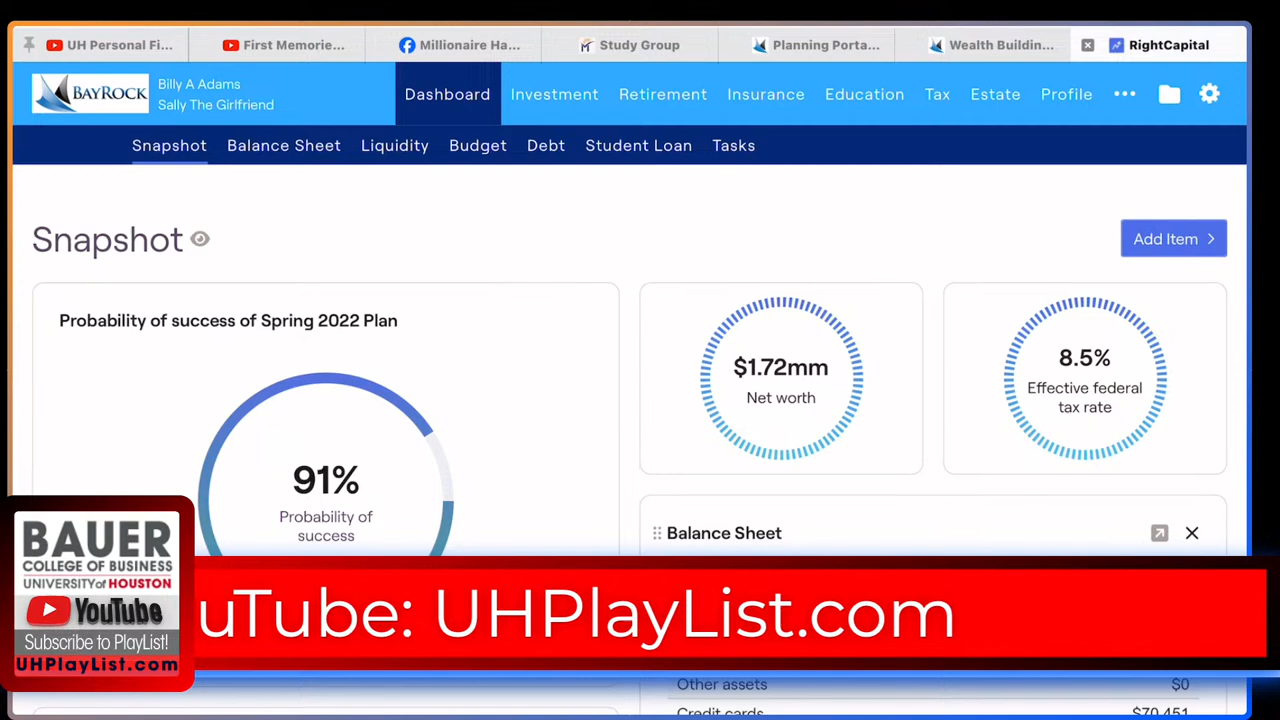 UH Personal Fi...
First Memorie...
Millionaire Ha...
Study Group
Planning Porta...
Wealth Buildin...
RightCapital
BAYROCK
Billy A Adams
Sally The Girlfriend
Dashboard
Investment
Retirement
Insurance
Education
Tax
Estate
Profile
Snapshot
Balance Sheet
Liquidity
Budget
Debt
Student Loan
Tasks
Snapshot
Add Item
Probability of success of Spring 2022 Plan
91%
Probability of
success
$1.72mm
Net worth
8.5%
Effective federal
tax rate
Balance Sheet
BAUER
COLLEGE OF BUSINESS
UNIVERSITY of HOUSTON
YouTube
Subscribe to PlayList!
UHPlayList.com
uTube: UHPlayList.com
Other assets $0
Credit cards $70,451